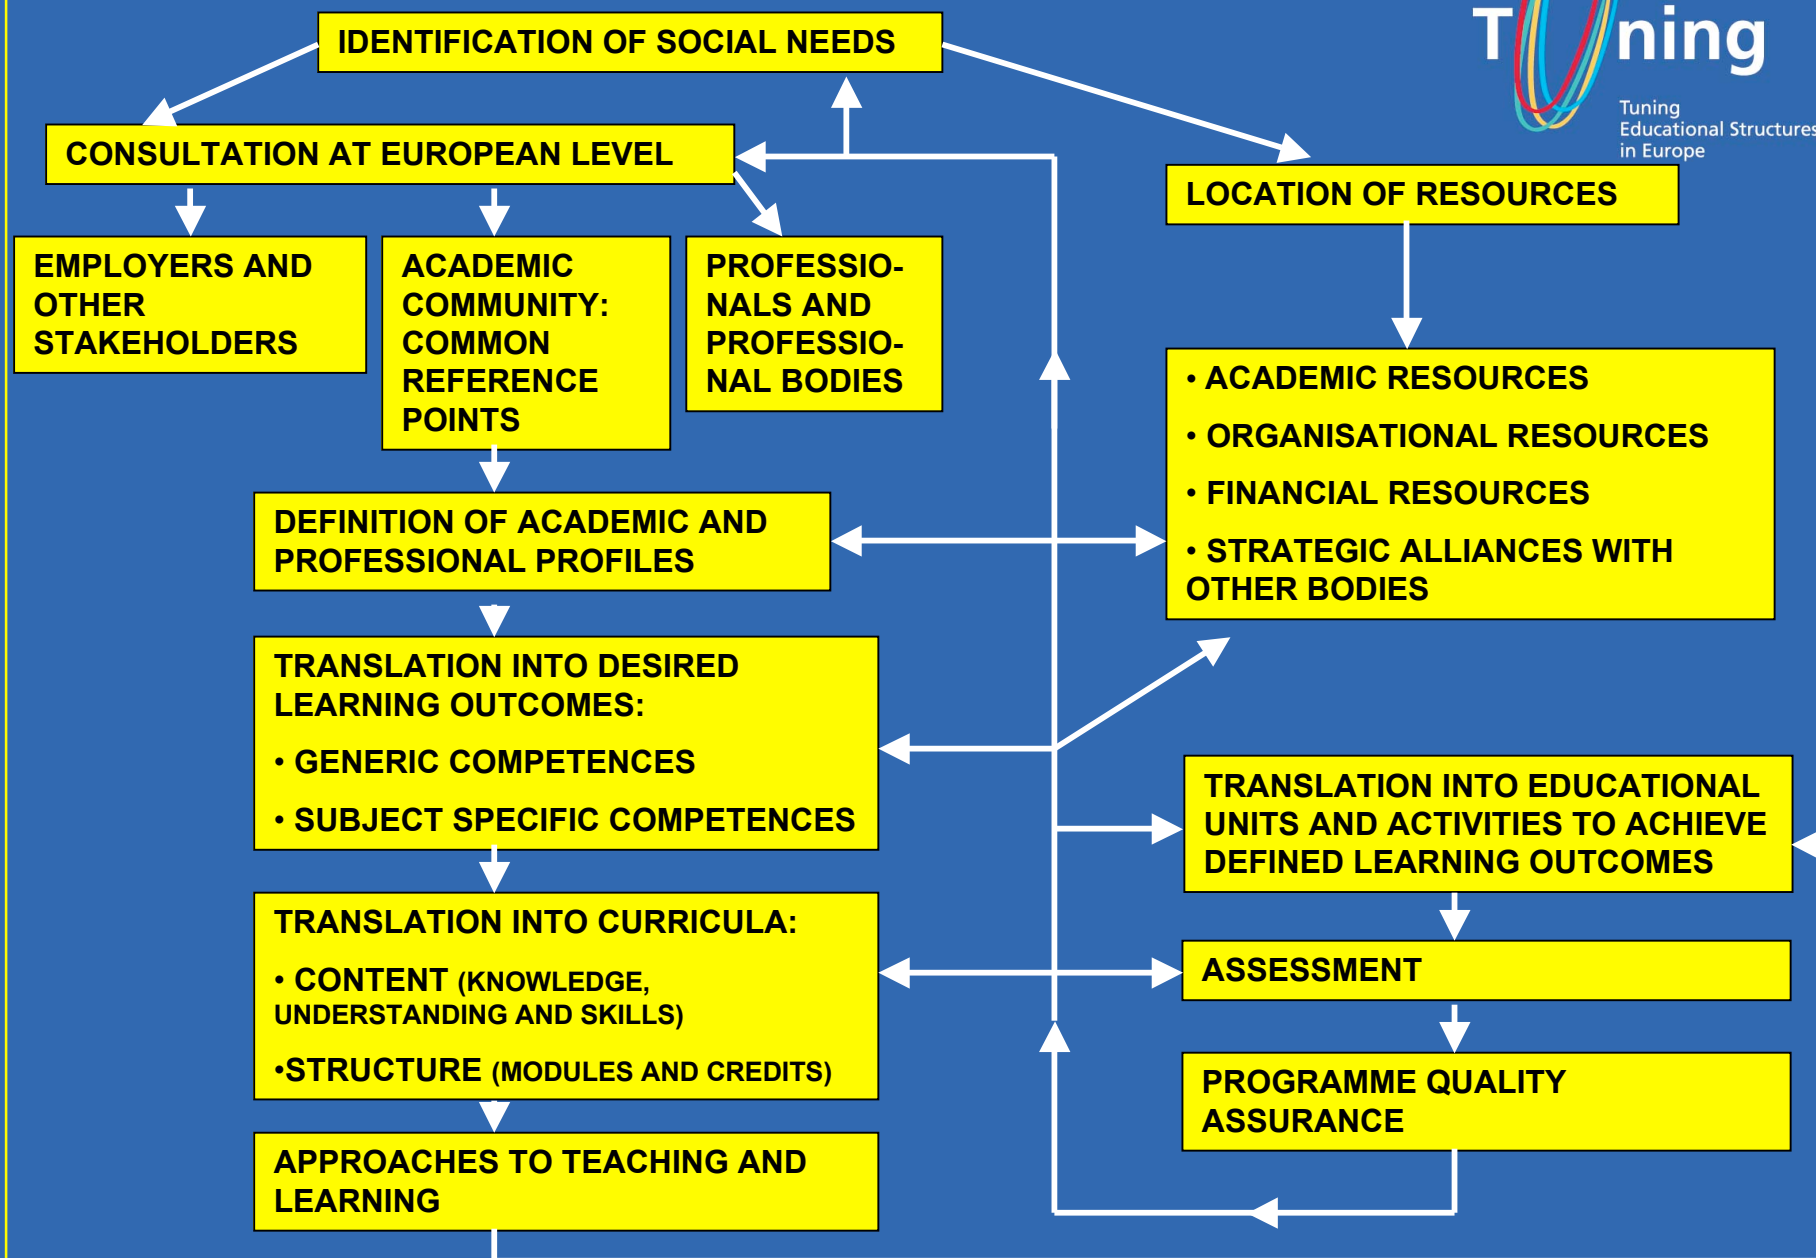 IDENTIFICATION OF SOCIAL NEEDS
Tuning
Tuning
Educational Structures
in Europe
CONSULTATION AT EUROPEAN LEVEL
LOCATION OF RESOURCES
EMPLOYERS AND
OTHER
STAKEHOLDERS
ACADEMIC
COMMUNITY:
COMMON
REFERENCE
POINTS
PROFESSIO-
NALS AND
PROFESSIO-
NAL BODIES
• ACADEMIC RESOURCES
• ORGANISATIONAL RESOURCES
• FINANCIAL RESOURCES
• STRATEGIC ALLIANCES WITH
OTHER BODIES
DEFINITION OF ACADEMIC AND
PROFESSIONAL PROFILES
TRANSLATION INTO DESIRED
LEARNING OUTCOMES:
• GENERIC COMPETENCES
• SUBJECT SPECIFIC COMPETENCES
TRANSLATION INTO EDUCATIONAL
UNITS AND ACTIVITIES TO ACHIEVE
DEFINED LEARNING OUTCOMES
TRANSLATION INTO CURRICULA:
• CONTENT (KNOWLEDGE,
UNDERSTANDING AND SKILLS)
•STRUCTURE (MODULES AND CREDITS)
ASSESSMENT
PROGRAMME QUALITY
ASSURANCE
APPROACHES TO TEACHING AND
LEARNING